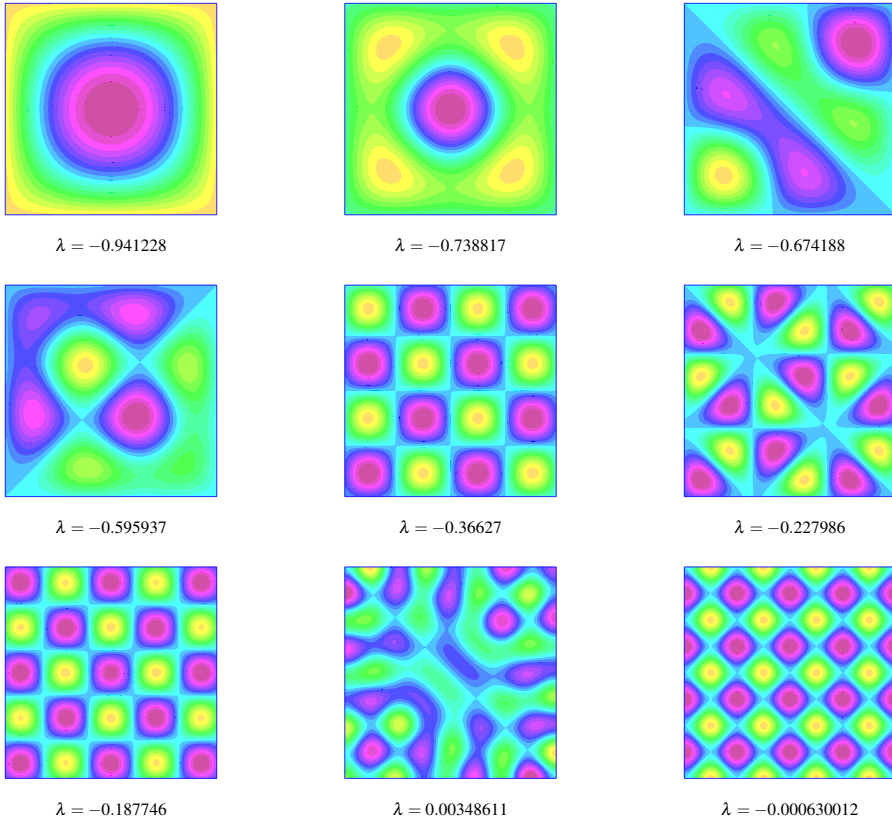 λ = −0.941228
λ = −0.738817
λ = −0.674188
λ = −0.595937
λ = −0.36627
λ = −0.227986
λ = −0.187746
λ = 0.00348611
λ = −0.000630012